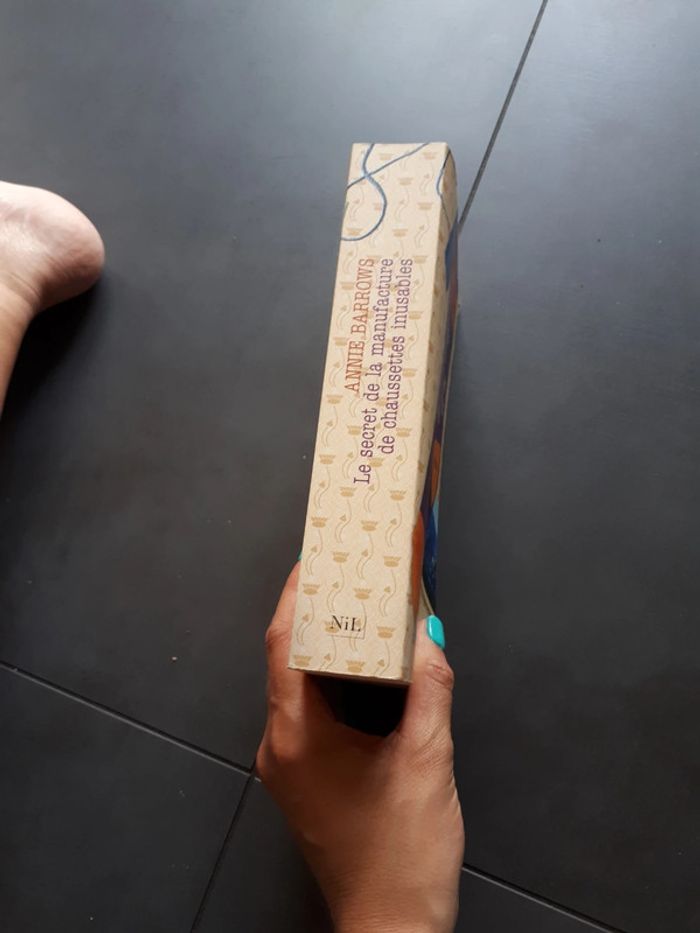 ANNIE BARROWS
Le secret de la manufacture
de chaussettes inusables
NiL